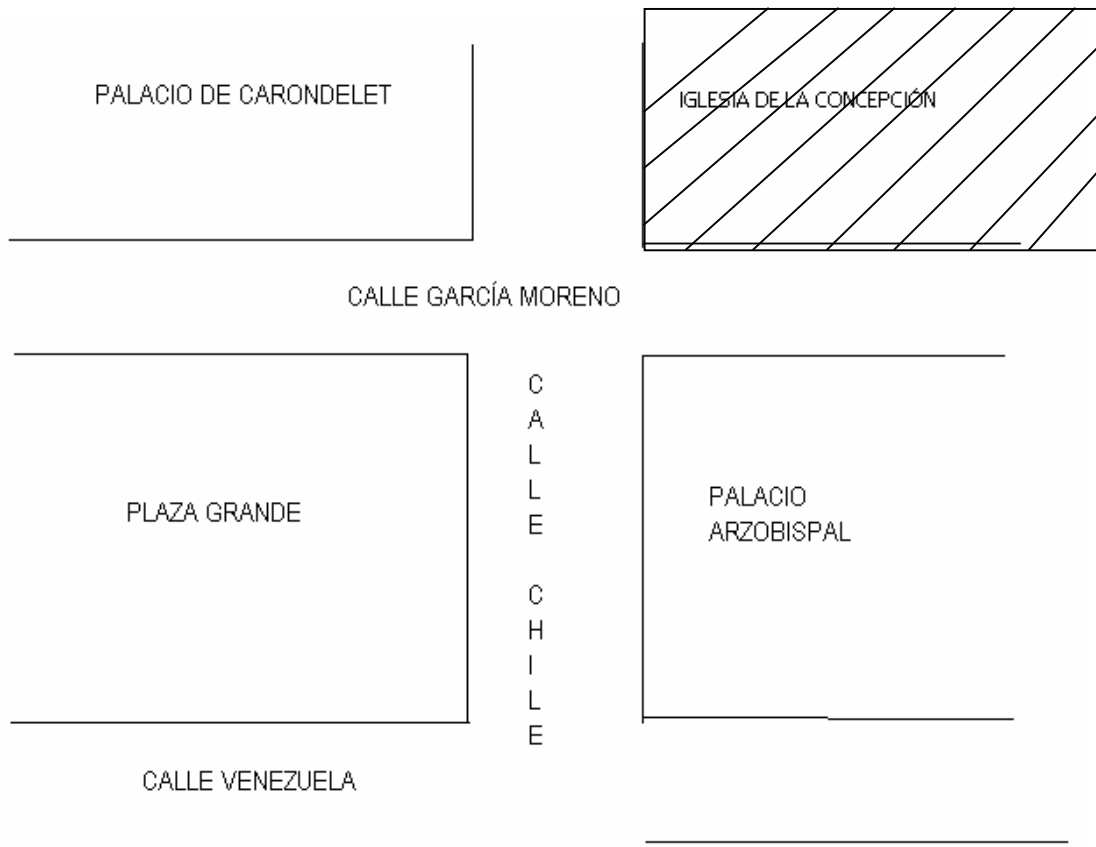 PALACIO DE CARONDELET
IGLESIA DE LA CONCEPCIÓN
CALLE GARCÍA MORENO
CALLE CHILE
PLAZA GRANDE
PALACIO
ARZOBISPAL
CALLE VENEZUELA